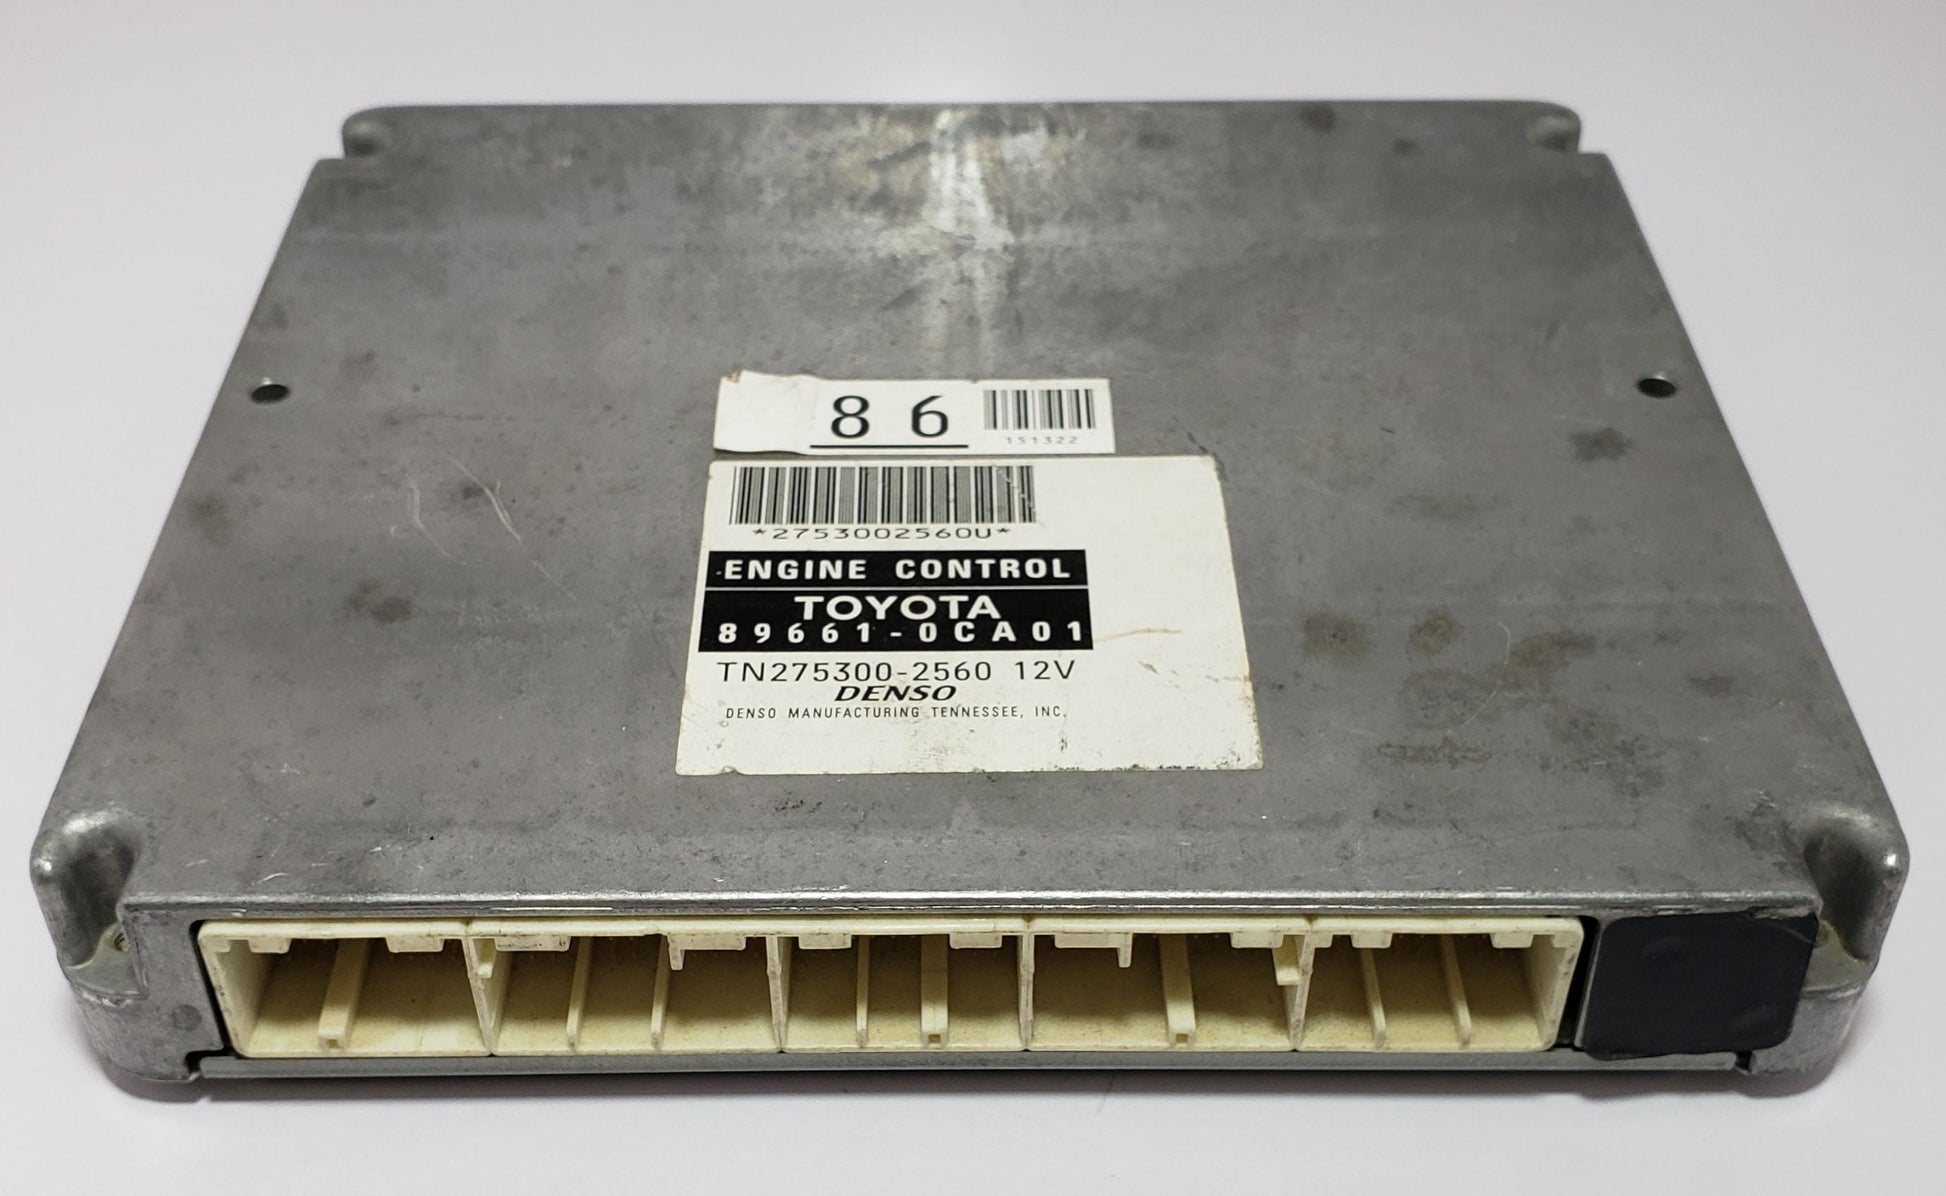 86
151322
*2753002560U*
ENGINE CONTROL
TOYOTA
89661-0CA01
TN275300-2560 12V
DENSO
DENSO MANUFACTURING TENNESSEE, INC.